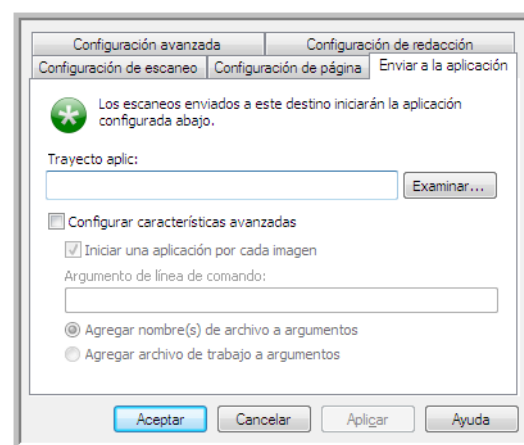 Configuración avanzada
Configuración de redacción
Configuración de escaneo
Configuración de página
Enviar a la aplicación
Los escaneos enviados a este destino iniciarán la aplicación
configurada abajo.
Trayecto aplic:
Examinar...
Configurar características avanzadas
Iniciar una aplicación por cada imagen
Argumento de línea de comando:
Agregar nombre(s) de archivo a argumentos
Agregar archivo de trabajo a argumentos
Aceptar
Cancelar
Aplicar
Ayuda